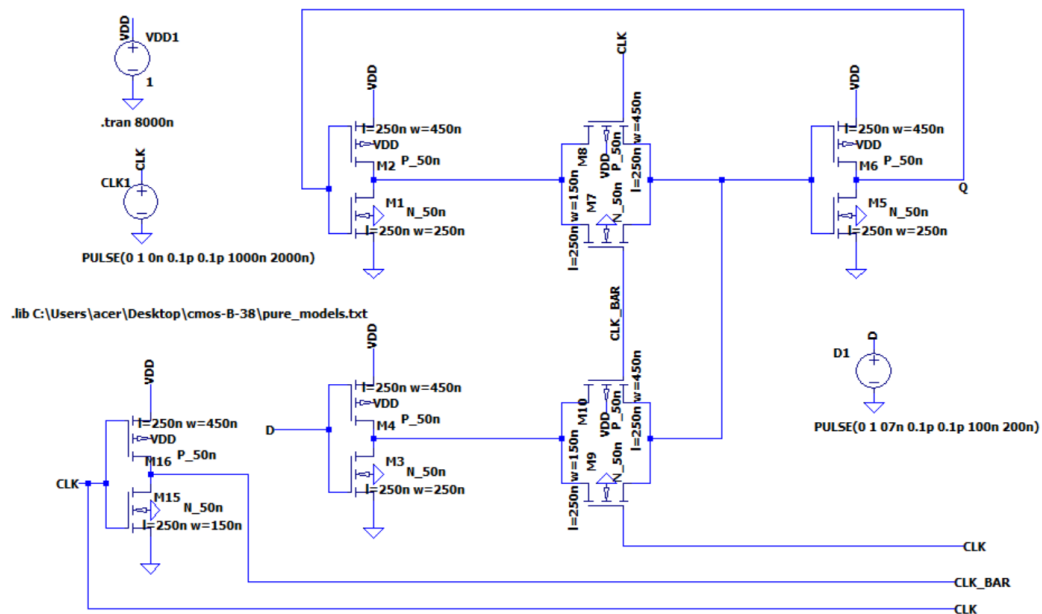 VDD
VDD1
1
.tran 8000n
CLK
CLK1
PULSE(0 1 0n 0.1p 0.1p 1000n 2000n)
.lib C:\Users\acer\Desktop\cmos-B-38\pure_models.txt
VDD
l=250n w=450n
VDD
P_50n
M2
M1
N_50n
l=250n w=250n
CLK
M8
VDD
P_50n
l=250n w=450n
M7
N_50n
l=250n w=150n
CLK_BAR
VDD
l=250n w=450n
VDD
P_50n
M6
Q
M5
N_50n
l=250n w=250n
VDD
l=250n w=450n
VDD
P_50n
M16
CLK
M15
N_50n
l=250n w=150n
VDD
l=250n w=450n
VDD
P_50n
M4
D
M3
N_50n
l=250n w=250n
M10
VDD
P_50n
l=250n w=450n
M9
N_50n
l=250n w=150n
D
D1
PULSE(0 1 07n 0.1p 0.1p 100n 200n)
CLK
CLK_BAR
CLK